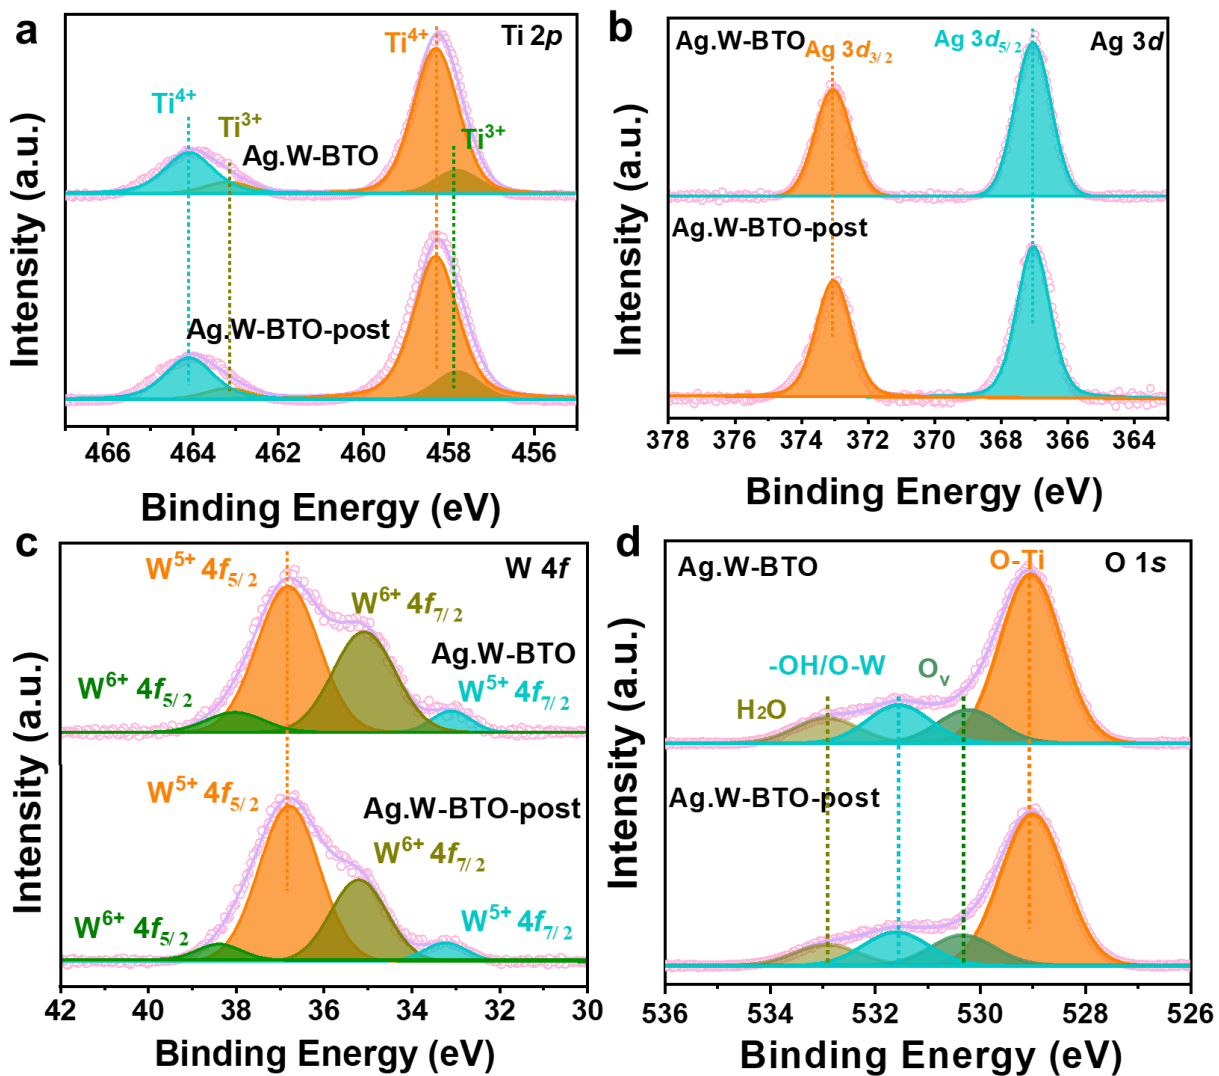 a
Ti 2p
Ti⁴⁺
Ti⁴⁺
Ti³⁺
Ti³⁺
Ag.W-BTO
Ag.W-BTO-post
Intensity (a.u.)
466 464 462 460 458 456
Binding Energy (eV)
b
Ag.W-BTO
Ag 3d₃/₂
Ag 3d₅/₂
Ag 3d
Ag.W-BTO-post
Intensity (a.u.)
378 376 374 372 370 368 366 364
Binding Energy (eV)
c
W 4f
W⁵⁺ 4f₅/₂
W⁶⁺ 4f₇/₂
Ag.W-BTO
W⁶⁺ 4f₅/₂
W⁵⁺ 4f₇/₂
W⁵⁺ 4f₅/₂
Ag.W-BTO-post
W⁶⁺ 4f₇/₂
W⁶⁺ 4f₅/₂
W⁵⁺ 4f₇/₂
Intensity (a.u.)
42 40 38 36 34 32 30
Binding Energy (eV)
d
Ag.W-BTO
O-Ti
O 1s
-OH/O-W
Oᵥ
H₂O
Ag.W-BTO-post
Intensity (a.u.)
536 534 532 530 528 526
Binding Energy (eV)